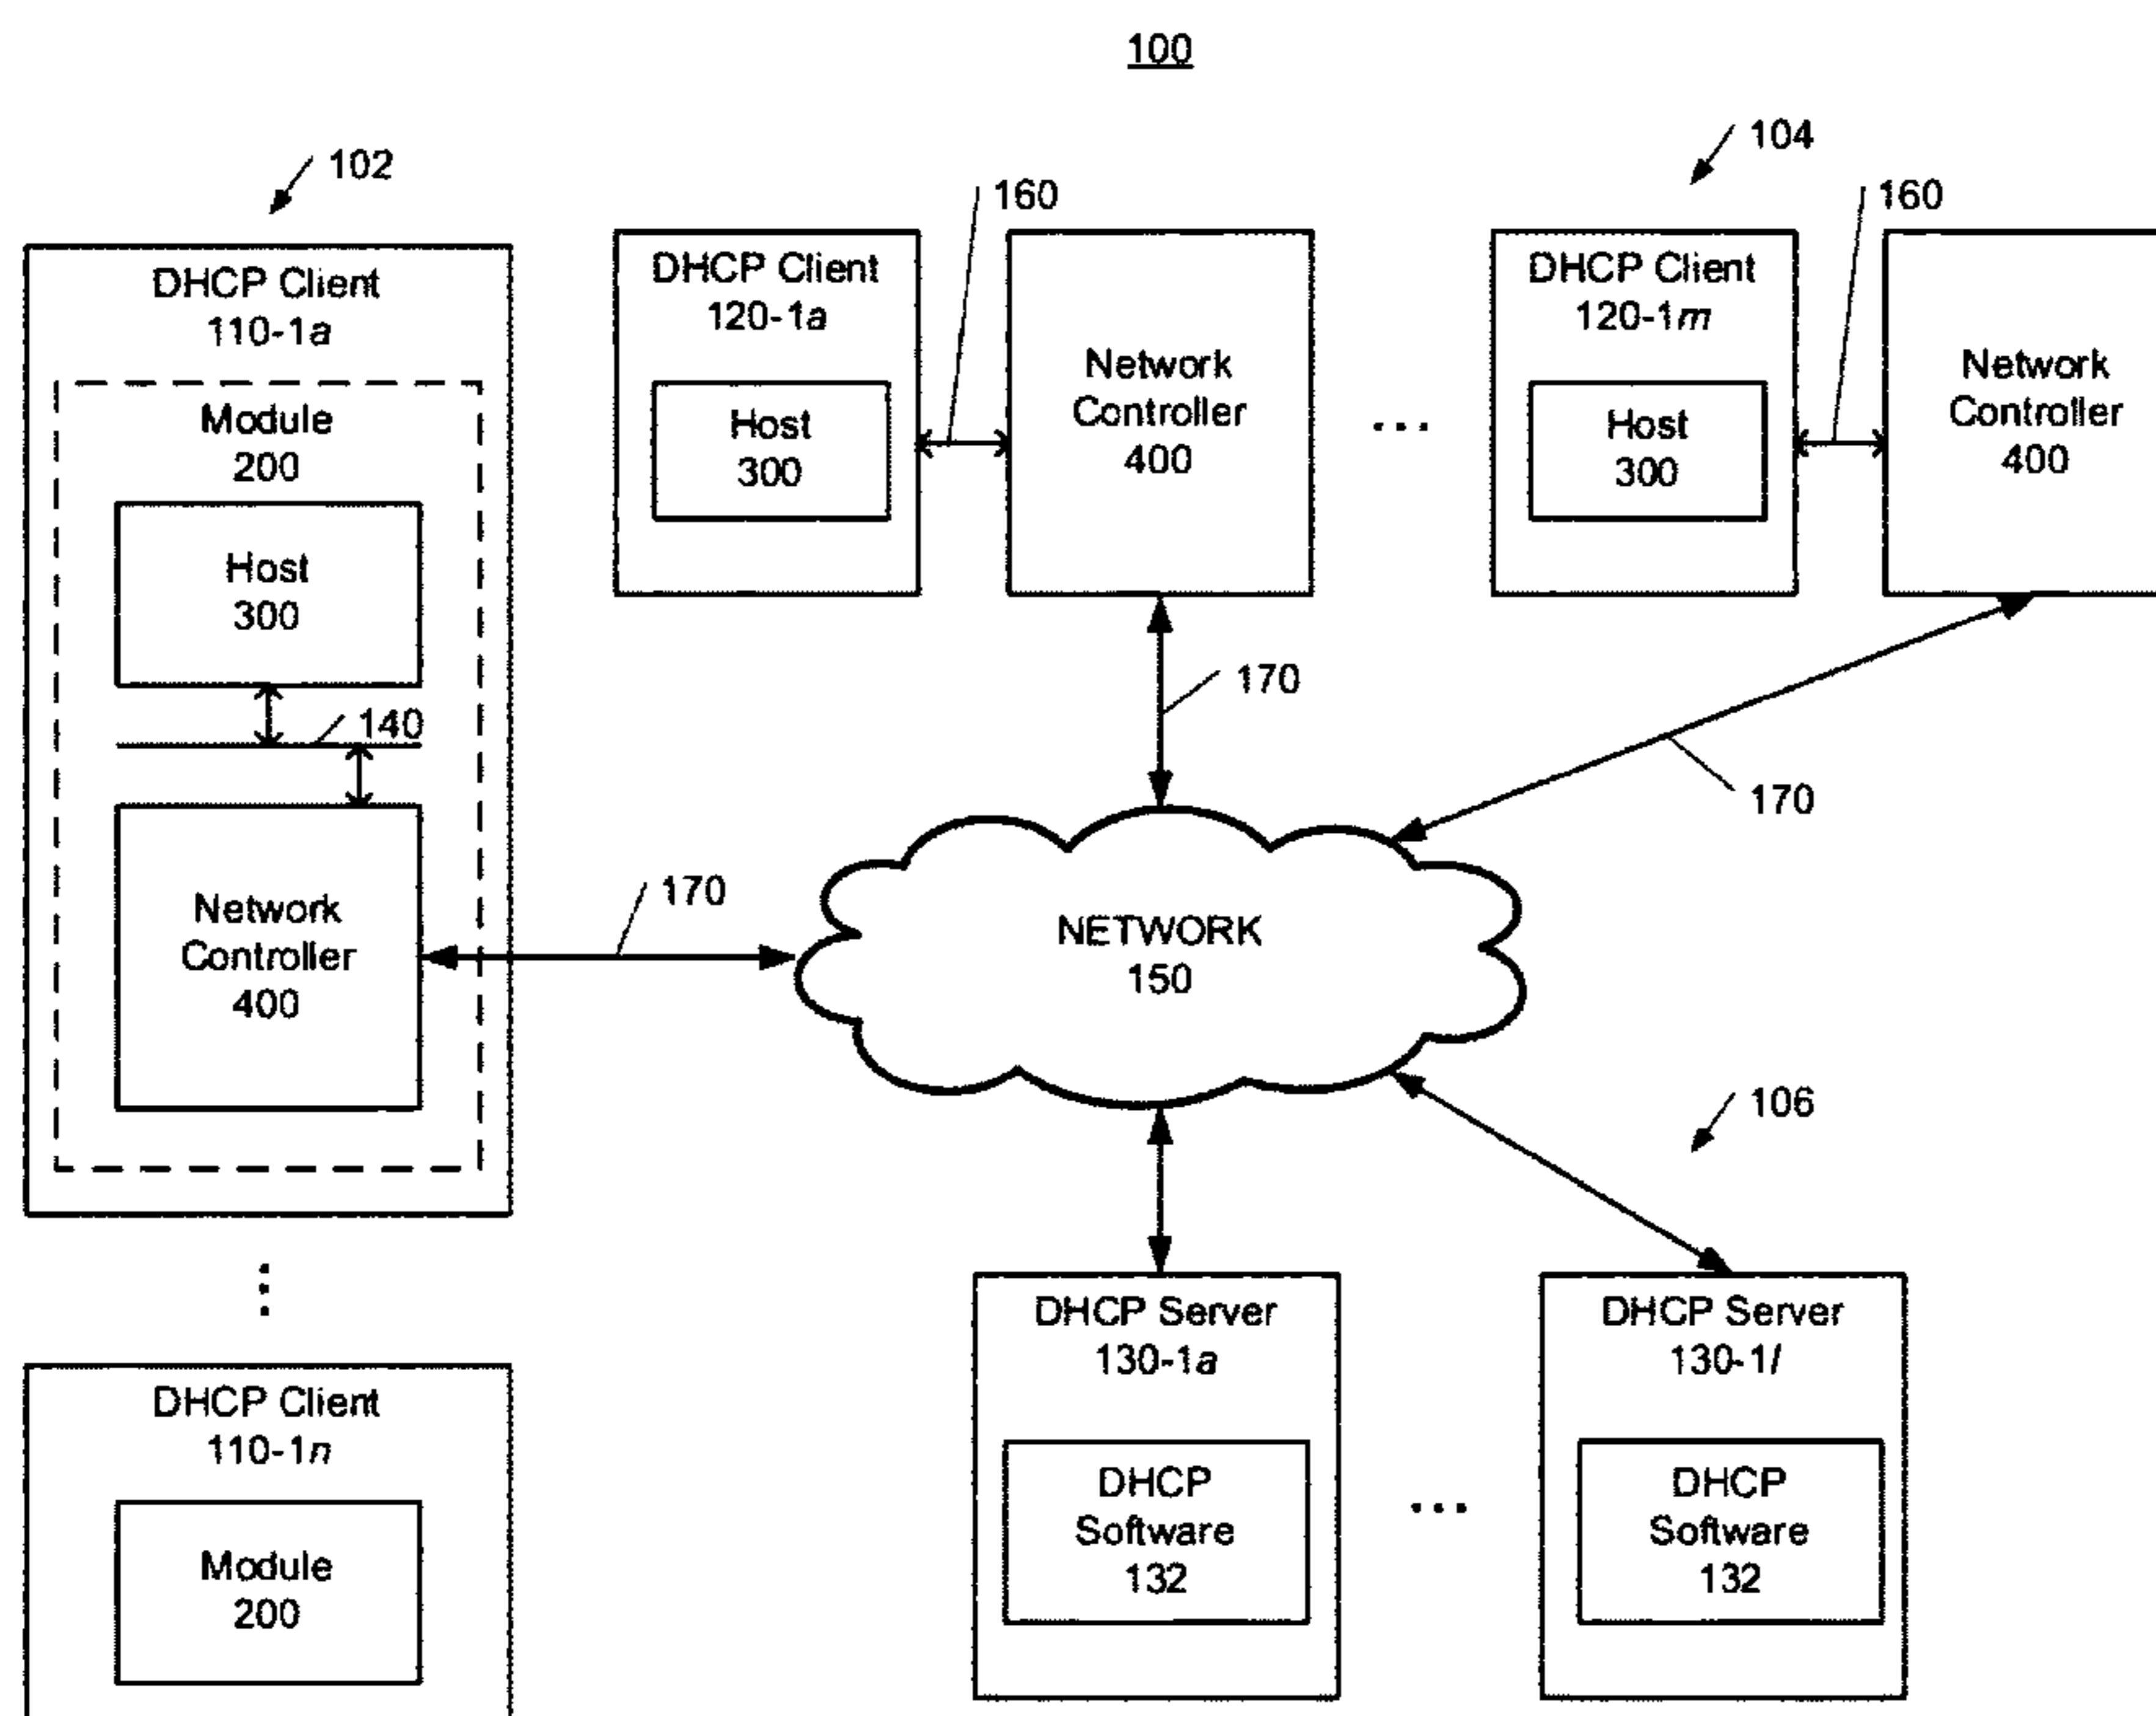 100
102
104
160
160
DHCP Client
110-1a
Module
200
Host
300
140
Network
Controller
400
DHCP Client
120-1a
Host
300
Network
Controller
400
...
DHCP Client
120-1m
Host
300
Network
Controller
400
170
170
170
NETWORK
150
106
DHCP Client
110-1n
Module
200
DHCP Server
130-1a
DHCP
Software
132
...
DHCP Server
130-1l
DHCP
Software
132